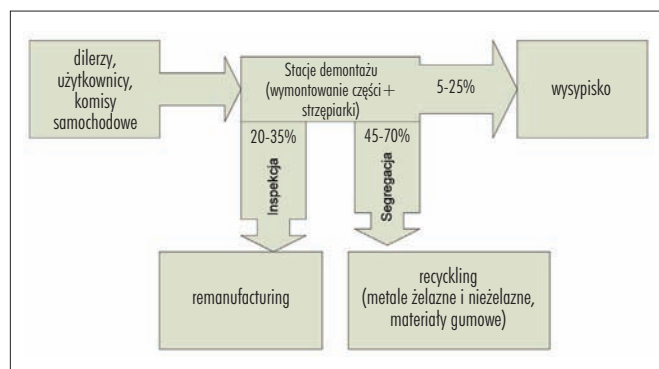 dilerzy,
użytkownicy,
komisy
samochodowe
Stacje demontażu
(wymontowanie części+
strzępiarki)
5-25%
wysypisko
20-35%
Inspekcja
45-70%
Segregacja
remanufacturing
recyckling
(metale żelazne i nieżelazne,
materiały gumowe)